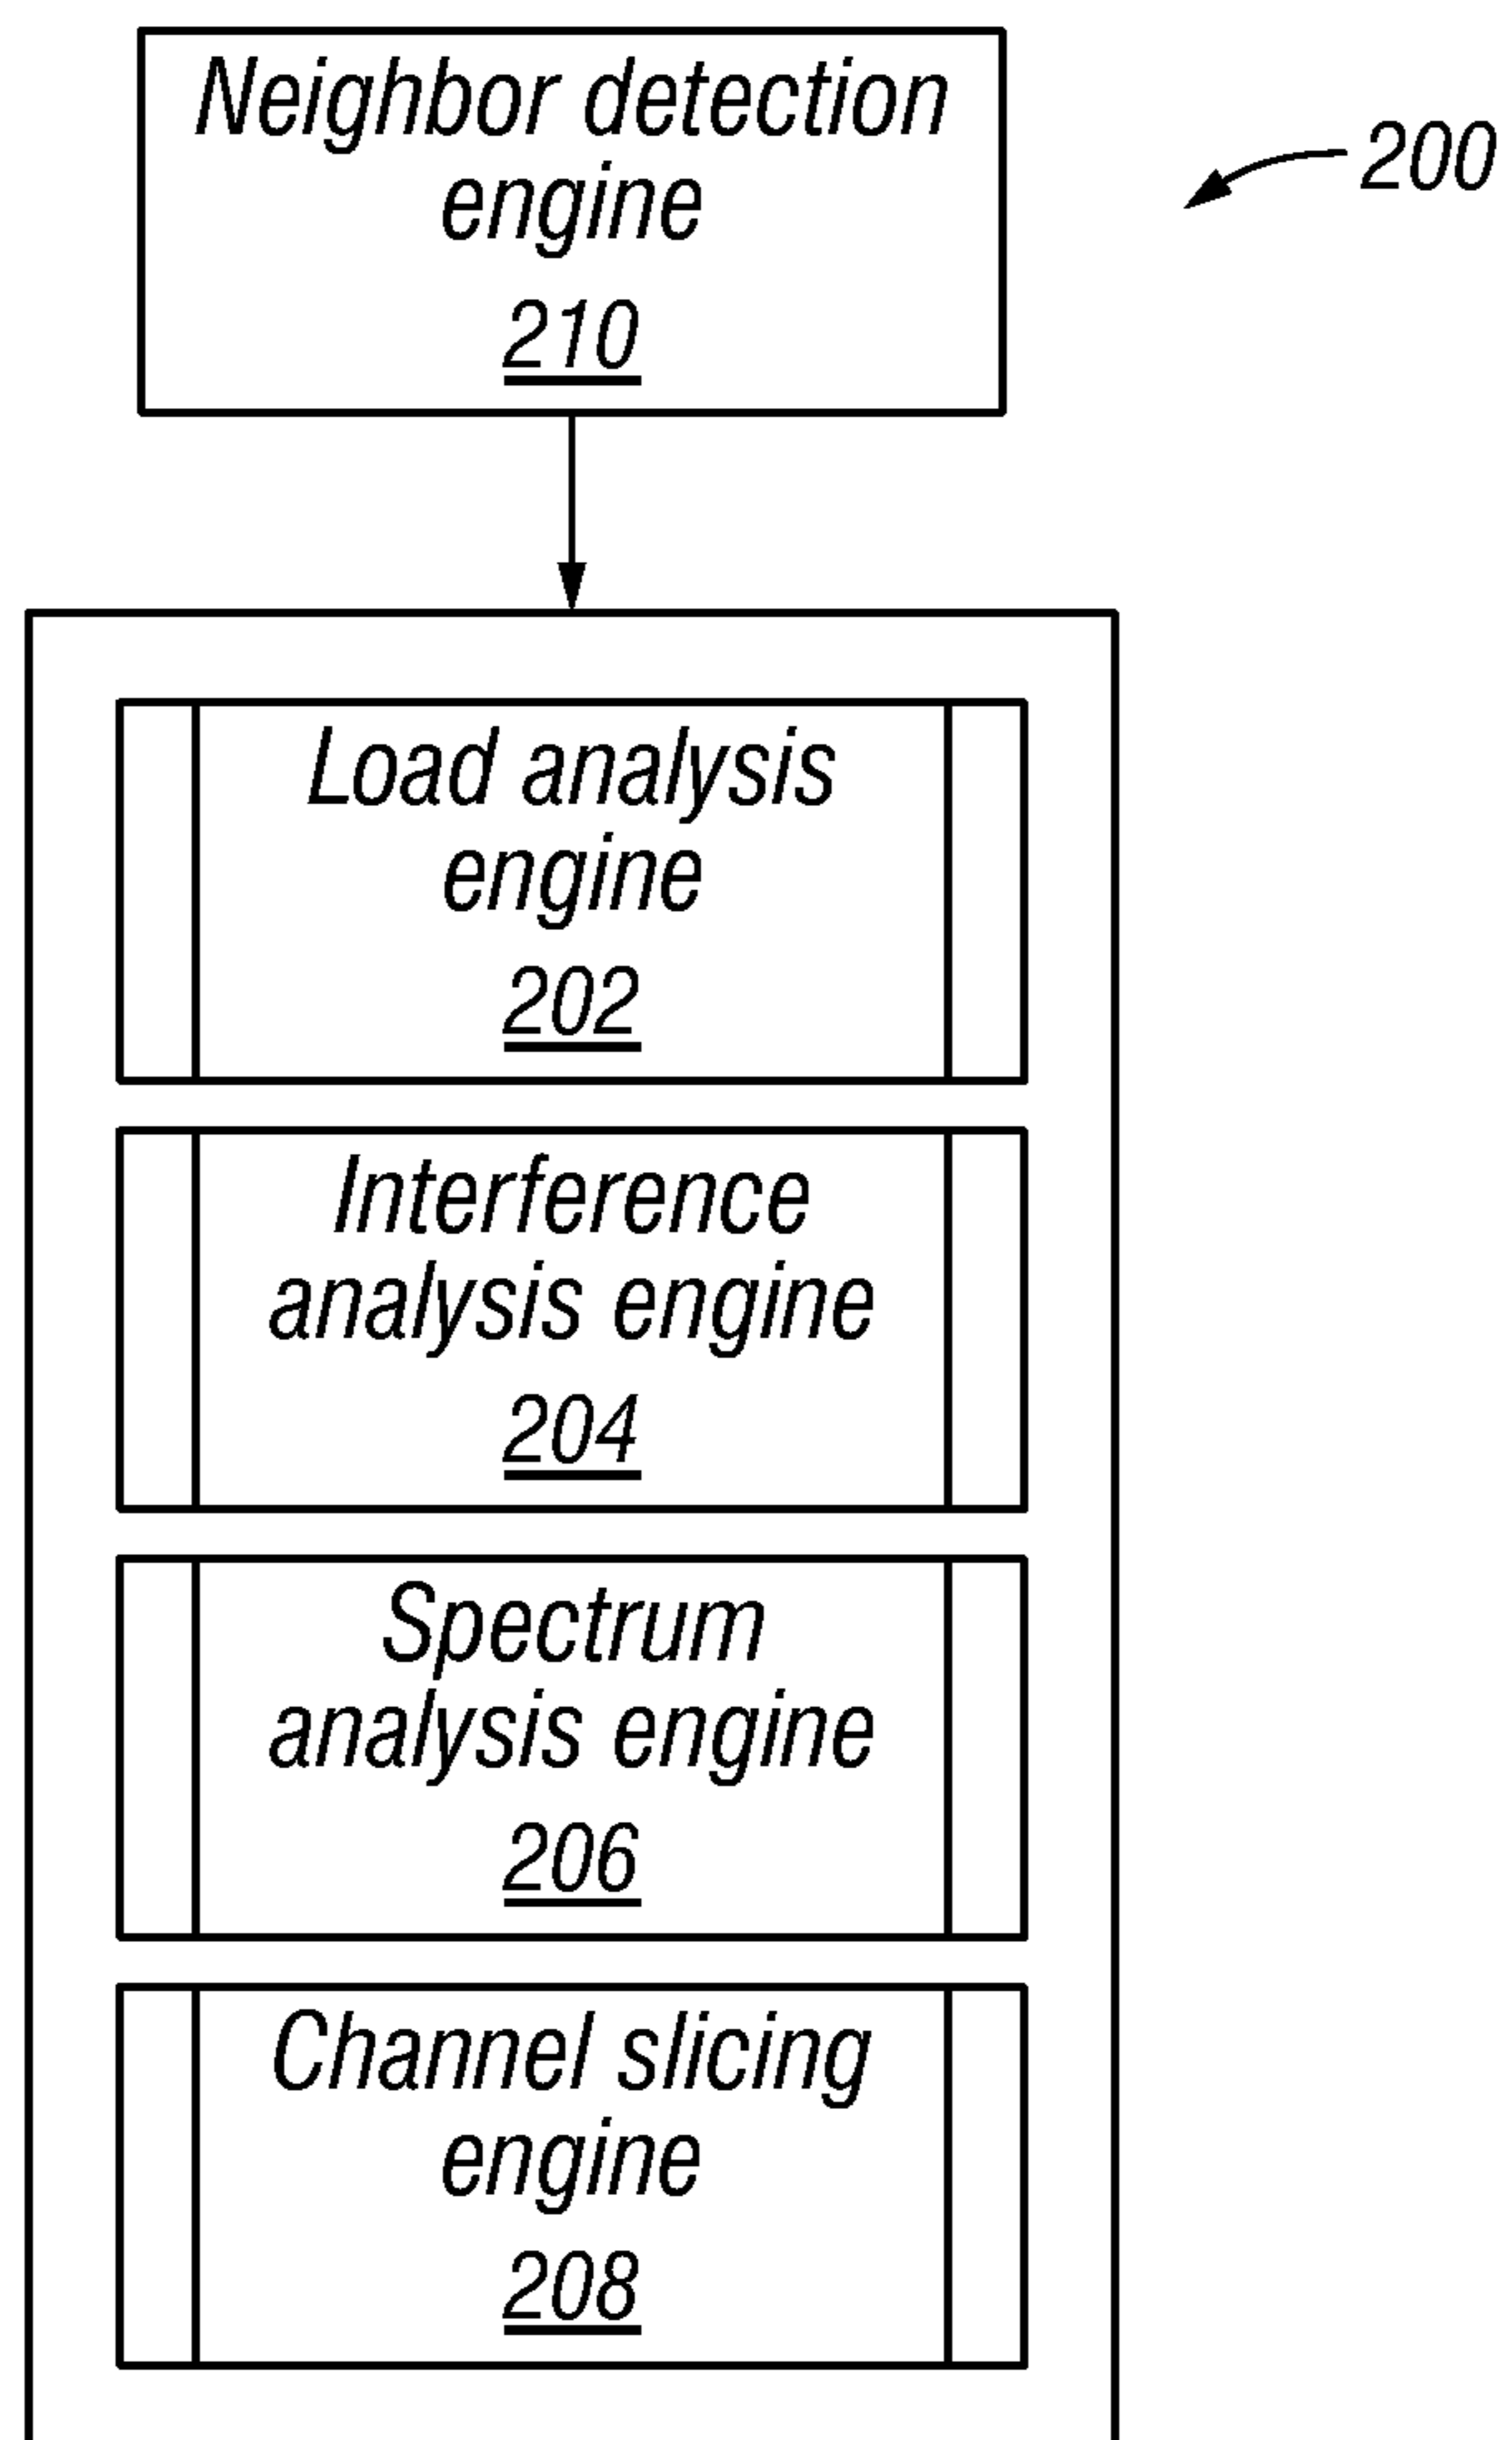 Neighbor detection
engine
210
200
Load analysis
engine
202
Interference
analysis engine
204
Spectrum
analysis engine
206
Channel slicing
engine
208